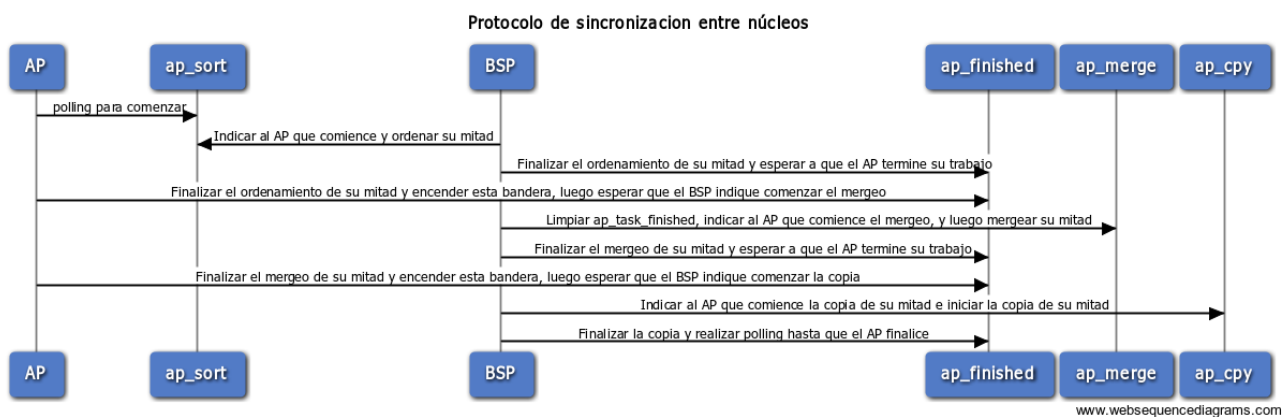 Protocolo de sincronizacion entre núcleos
AP ap_sort BSP ap_finished ap_merge ap_cpy
polling para comenzar
Indicar al AP que comience y ordenar su mitad
Finalizar el ordenamiento de su mitad y esperar a que el AP termine su trabajo
Finalizar el ordenamiento de su mitad y encender esta bandera, luego esperar que el BSP indique comenzar el mergeo
Limpiar ap_task_finished, indicar al AP que comience el mergeo, y luego mergear su mitad
Finalizar el mergeo de su mitad y esperar a que el AP termine su trabajo
Finalizar el mergeo de su mitad y encender esta bandera, luego esperar que el BSP indique comenzar la copia
Indicar al AP que comience la copia de su mitad e iniciar la copia de su mitad
Finalizar la copia y realizar polling hasta que el AP finalice
AP ap_sort BSP ap_finished ap_merge ap_cpy
www.websequencediagrams.com